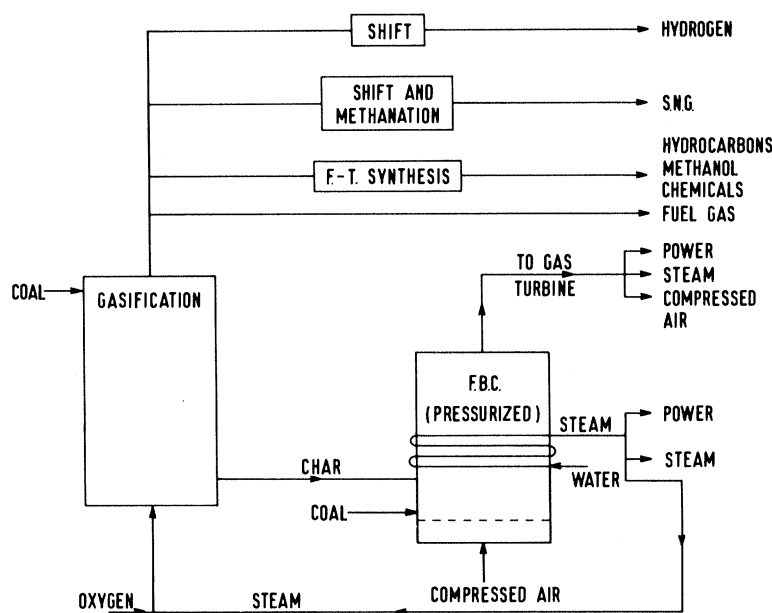 SHIFT
HYDROGEN
SHIFT AND
METHANATION
S.N.G.
F.-T. SYNTHESIS
HYDROCARBONS
METHANOL
CHEMICALS
FUEL GAS
COAL
GASIFICATION
TO GAS
TURBINE
POWER
STEAM
COMPRESSED
AIR
F.B.C.
(PRESSURIZED)
STEAM
POWER
STEAM
WATER
CHAR
COAL
COMPRESSED AIR
OXYGEN
STEAM